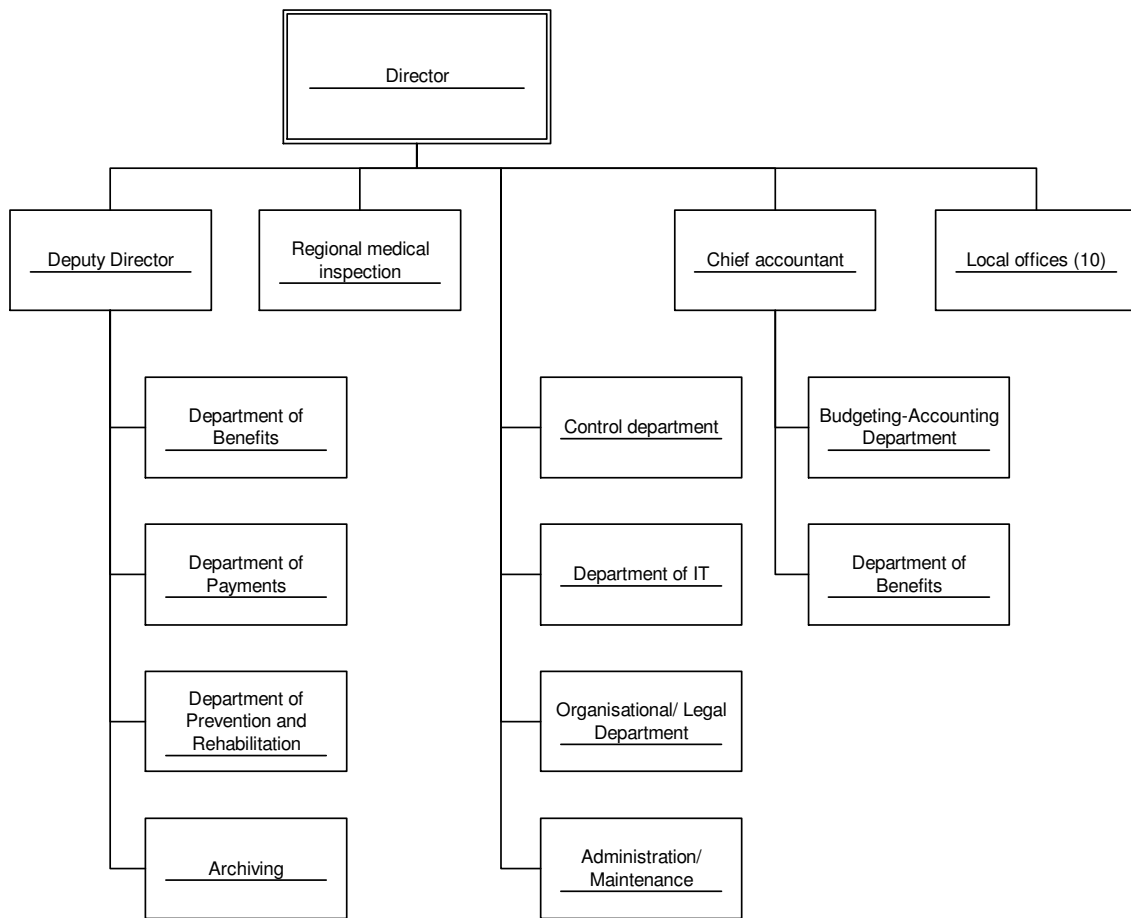 Director
Deputy Director
Regional medical
inspection
Chief accountant
Local offices (10)
Department of
Benefits
Control department
Budgeting-Accounting
Department
Department of
Payments
Department of IT
Department of
Benefits
Department of
Prevention and
Rehabilitation
Organisational/ Legal
Department
Archiving
Administration/
Maintenance